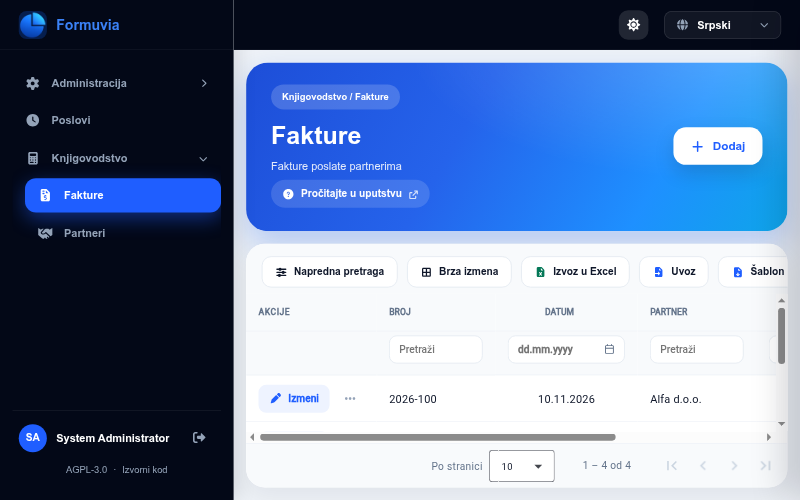 Formuvia
Srpski
Administracija
Poslovi
Knjigovodstvo
Fakture
Partneri
Knjigovodstvo / Fakture
Fakture
Fakture poslate partnerima
Pročitajte u uputstvu
Dodaj
Napredna pretraga
Brza izmena
Izvoz u Excel
Uvoz
Šablon
AKCIJE
BROJ
DATUM
PARTNER
Pretraži
dd.mm.yyyy
Pretraži
Izmeni
2026-100
10.11.2026
Alfa d.o.o.
Po stranici
10
1 – 4 od 4
SA
System Administrator
AGPL-3.0 · Izvorni kod